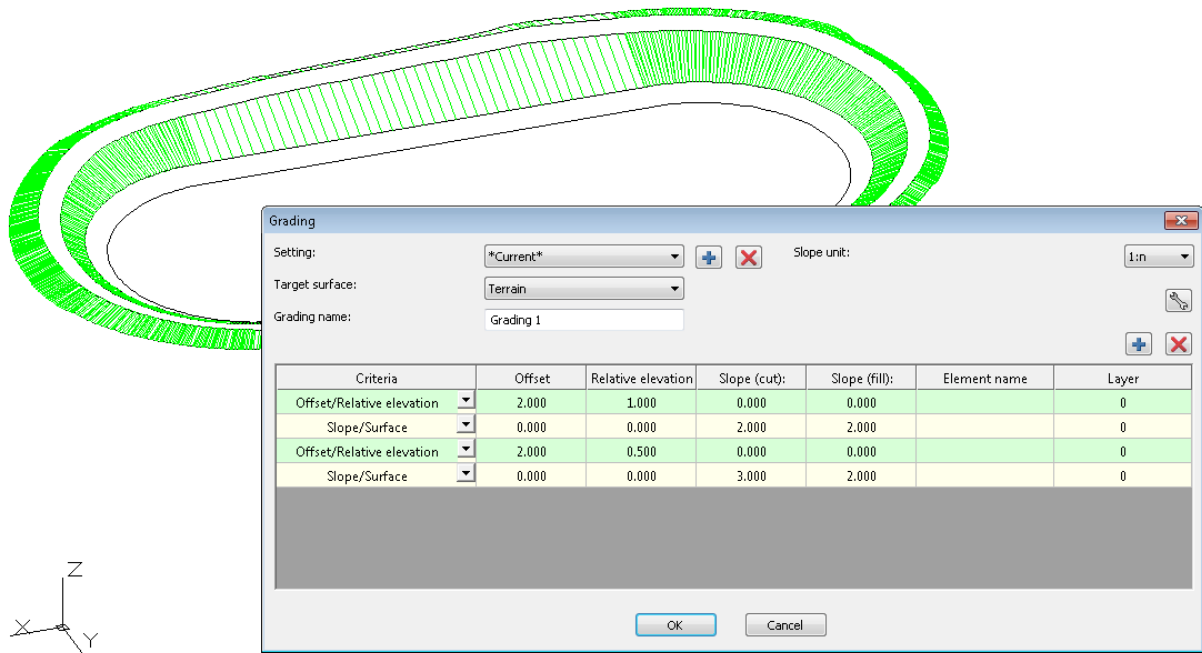 Grading
Setting: *Current* Slope unit: 1:n
Target surface: Terrain
Grading name: Grading 1
Criteria Offset Relative elevation Slope (cut): Slope (fill): Element name Layer
Offset/Relative elevation 2.000 1.000 0.000 0.000 0
Slope/Surface 0.000 0.000 2.000 2.000 0
Offset/Relative elevation 2.000 0.500 0.000 0.000 0
Slope/Surface 0.000 0.000 3.000 2.000 0
Z
X
Y
OK Cancel